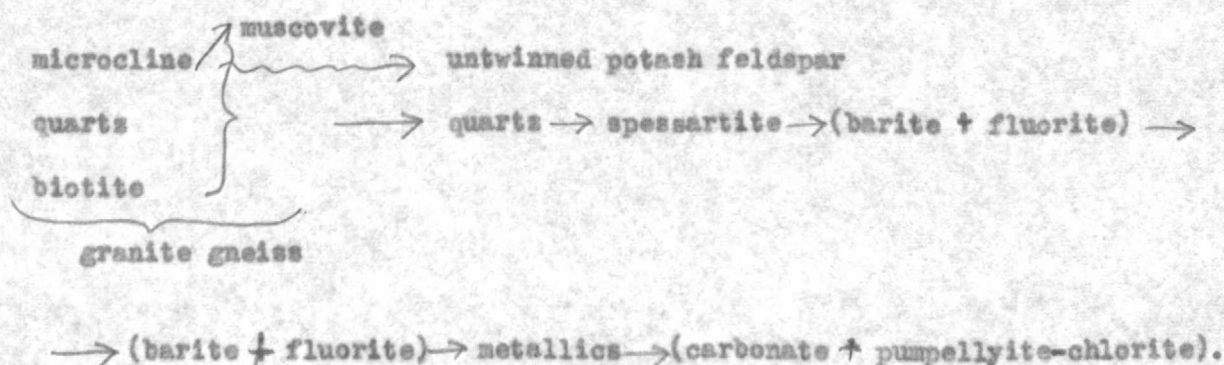 muscovite
microcline → untwinned potash feldspar
quartz → quartz → spessartite → (barite + fluorite) →
biotite
granite gneiss
→ (barite + fluorite) → metallics → (carbonate + pumpellyite-chlorite).